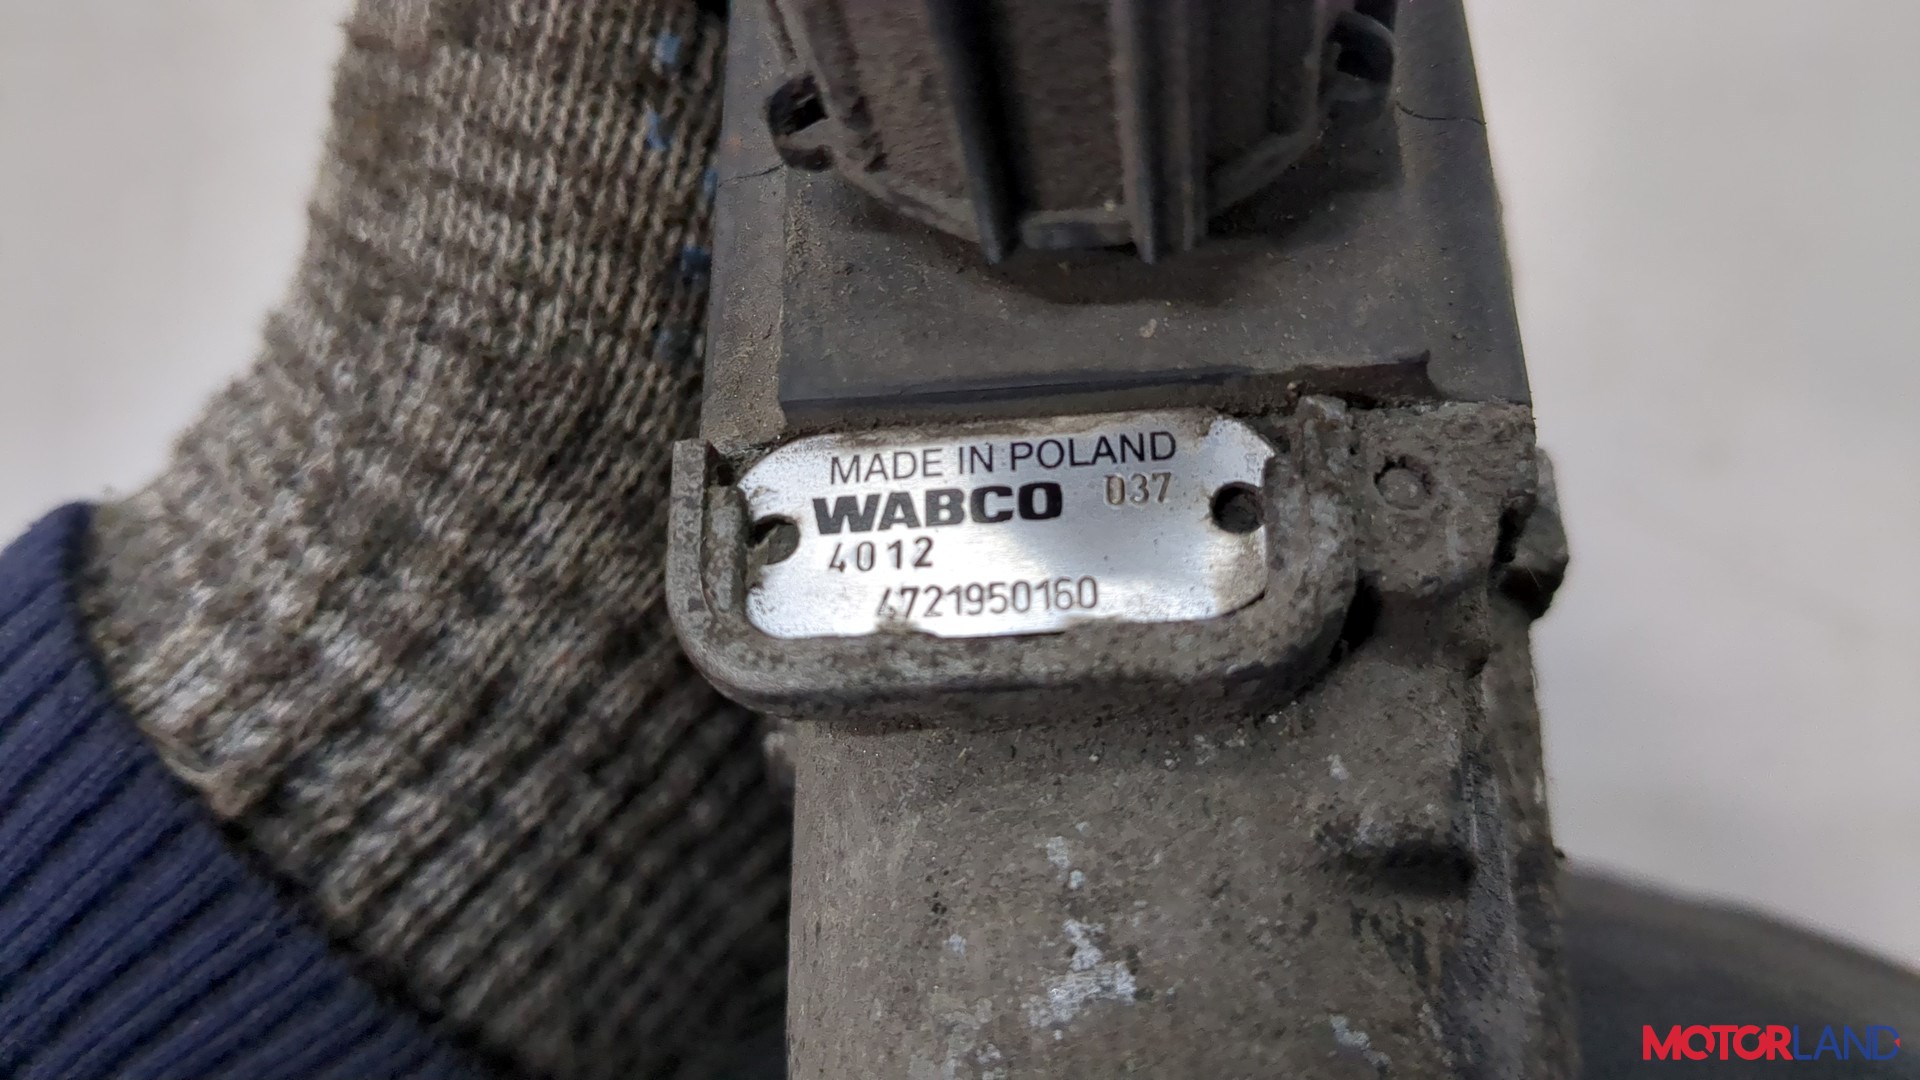 MADE IN POLAND
WABCO 037
4012
4721950160
MOTORLAND